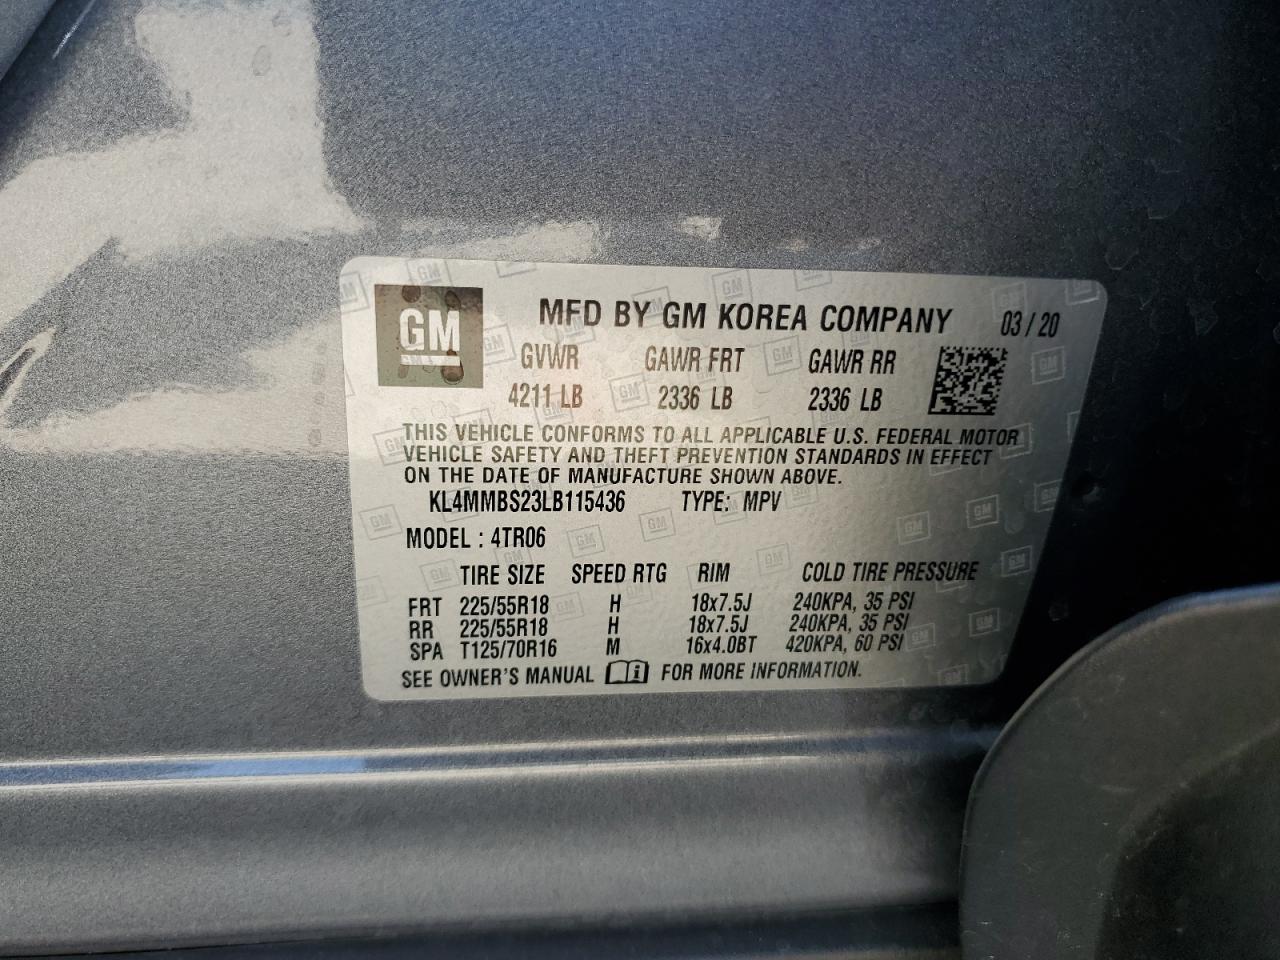 GM
MFD BY GM KOREA COMPANY 03/20
GVWR GAWR FRT GAWR RR
4211 LB 2336 LB 2336 LB
THIS VEHICLE CONFORMS TO ALL APPLICABLE U.S. FEDERAL MOTOR
VEHICLE SAFETY AND THEFT PREVENTION STANDARDS IN EFFECT
ON THE DATE OF MANUFACTURE SHOWN ABOVE.
KL4MMBS23LB115436 TYPE: MPV
MODEL : 4TR06
TIRE SIZE SPEED RTG RIM COLD TIRE PRESSURE
FRT 225/55R18 H 18x7.5J 240KPA, 35 PSI
RR 225/55R18 H 18x7.5J 240KPA, 35 PSI
SPA T125/70R16 M 16x4.0BT 420KPA, 60 PSI
SEE OWNER'S MANUAL FOR MORE INFORMATION.